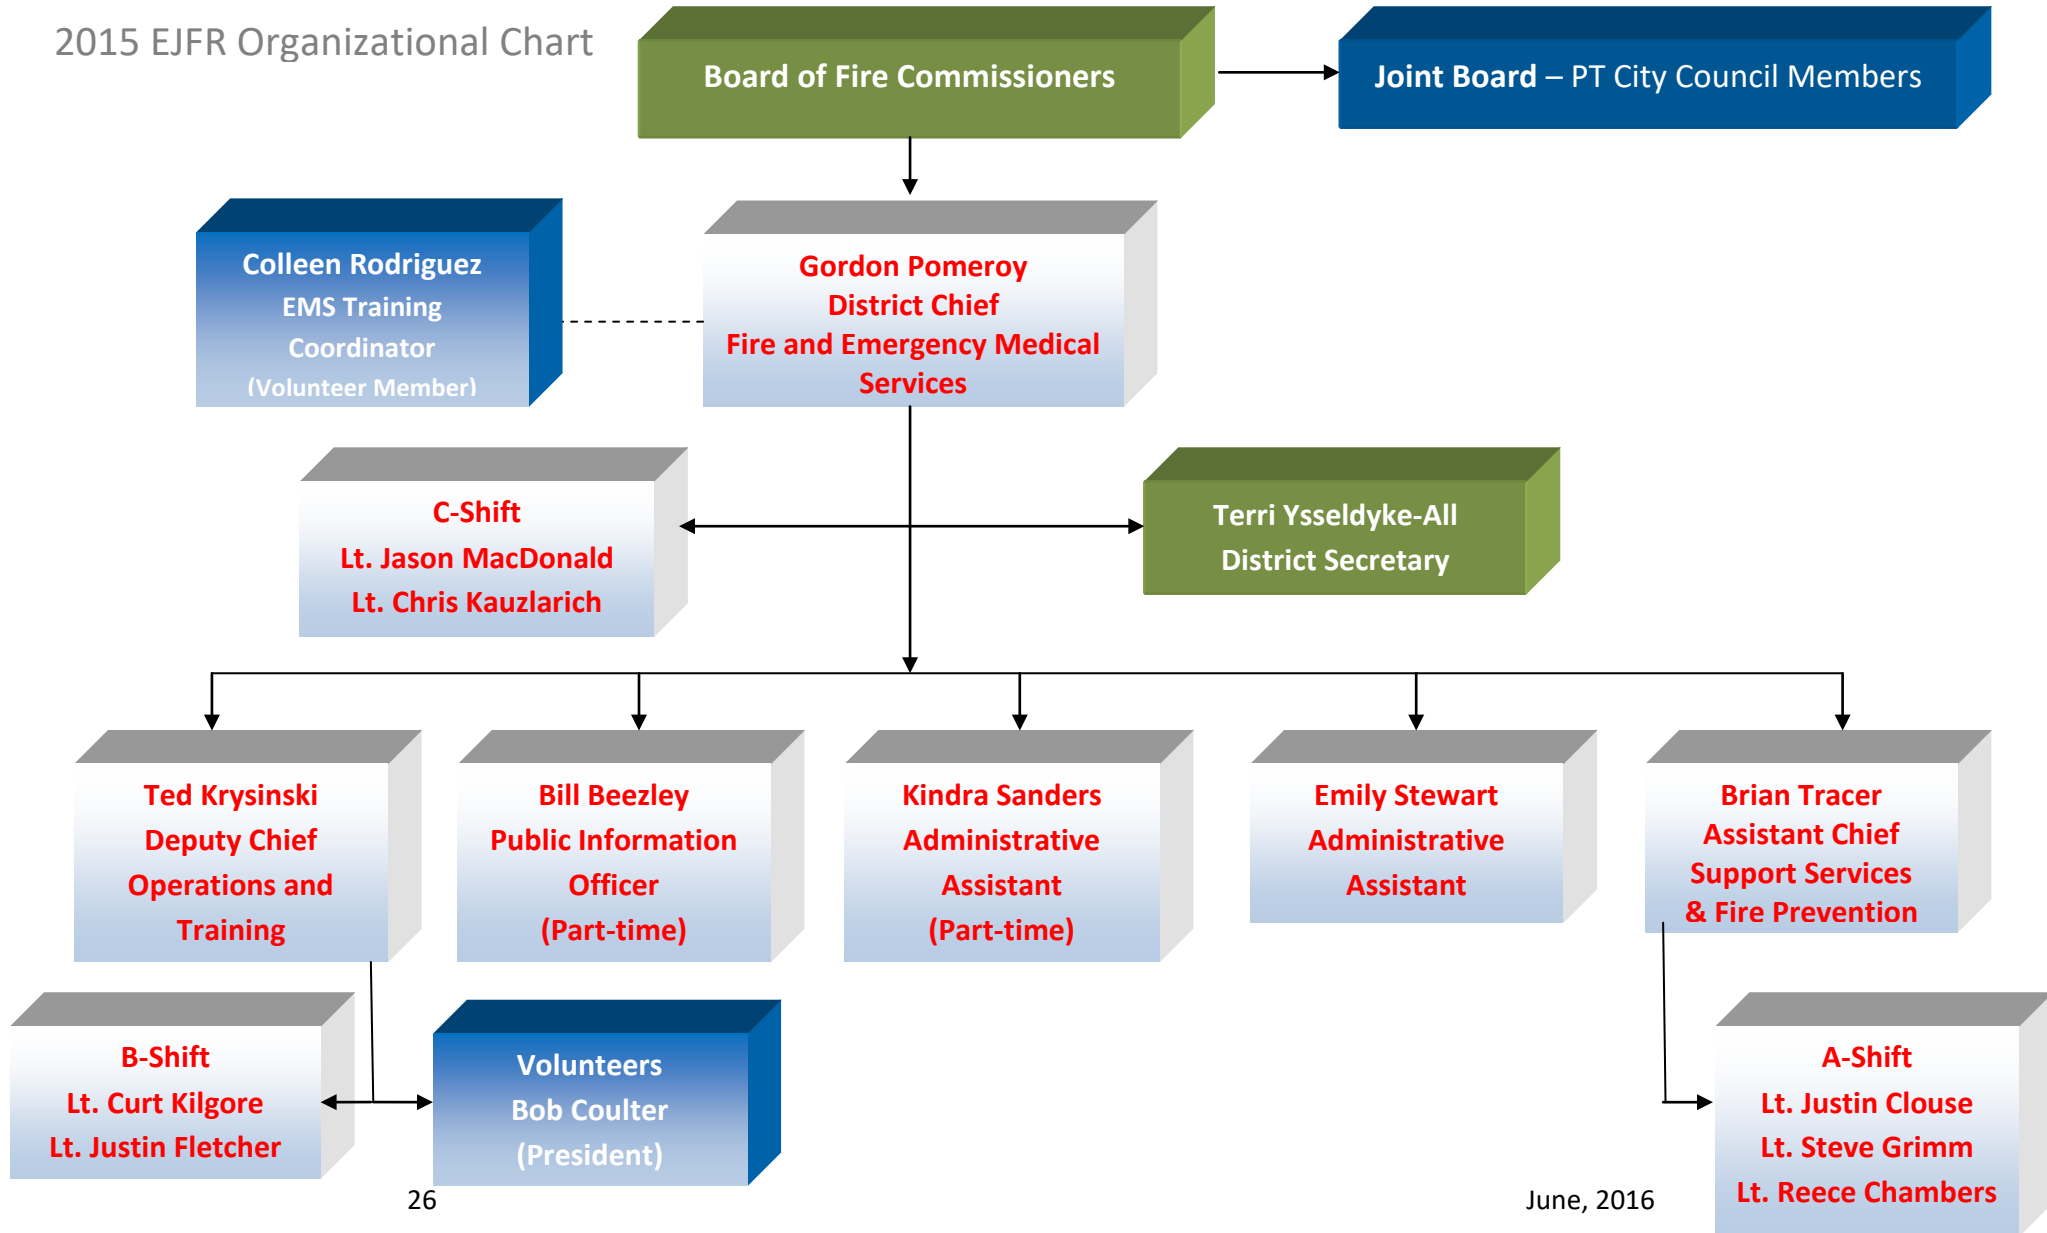 2015 EJFR Organizational Chart
Board of Fire Commissioners
Joint Board – PT City Council Members
Colleen Rodriguez
EMS Training
Coordinator
(Volunteer Member)
Gordon Pomeroy
District Chief
Fire and Emergency Medical
Services
C-Shift
Lt. Jason MacDonald
Lt. Chris Kauzlarich
Terri Ysseldyke-All
District Secretary
Ted Krysinski
Deputy Chief
Operations and
Training
Bill Beezley
Public Information
Officer
(Part-time)
Kindra Sanders
Administrative
Assistant
(Part-time)
Emily Stewart
Administrative
Assistant
Brian Tracer
Assistant Chief
Support Services
& Fire Prevention
B-Shift
Lt. Curt Kilgore
Lt. Justin Fletcher
Volunteers
Bob Coulter
(President)
A-Shift
Lt. Justin Clouse
Lt. Steve Grimm
Lt. Reece Chambers
26
June, 2016